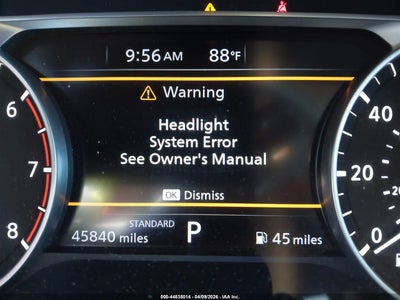 9:56 AM 88°F
Warning
Headlight
System Error
See Owner's Manual
OK Dismiss
STANDARD
45840 miles P 45 miles
6
7
8
40
20
0
000-44835014 - 04/09/2026 - IAA Inc.